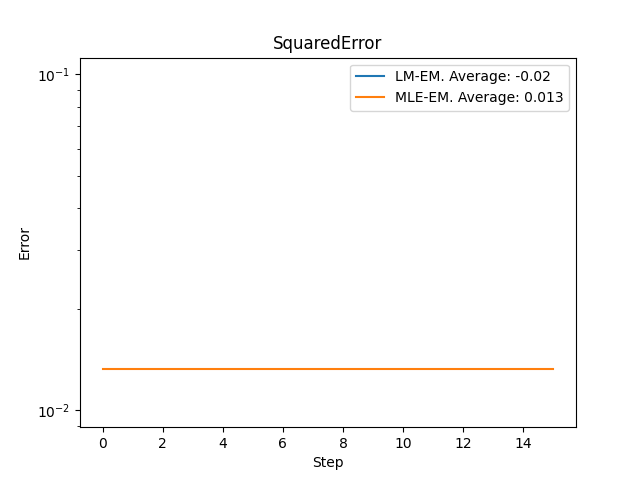 SquaredError
LM-EM. Average: -0.02
MLE-EM. Average: 0.013
10⁻¹
10⁻²
Error
0 2 4 6 8 10 12 14
Step